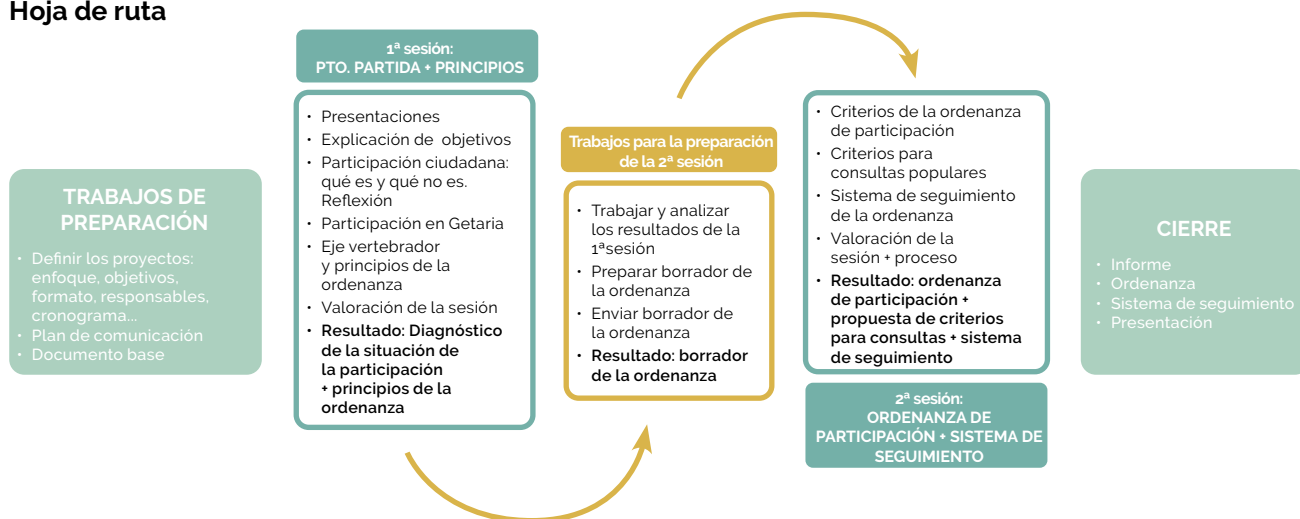 Hoja de ruta
TRABAJOS DE
PREPARACIÓN
• Definir los proyectos:
enfoque, objetivos,
formato, responsables,
cronograma...
• Plan de comunicación
• Documento base
1ª sesión:
PTO. PARTIDA + PRINCIPIOS
• Presentaciones
• Explicación de objetivos
• Participación ciudadana:
qué es y qué no es.
Reflexión
• Participación en Getaria
• Eje vertebrador
y principios de la
ordenanza
• Valoración de la sesión
• Resultado: Diagnóstico
de la situación de
la participación
+ principios de la
ordenanza
Trabajos para la preparación
de la 2ª sesión
• Trabajar y analizar
los resultados de la
1ªsesión
• Preparar borrador de
la ordenanza
• Enviar borrador de
la ordenanza
• Resultado: borrador
de la ordenanza
• Criterios de la ordenanza
de participación
• Criterios para
consultas populares
• Sistema de seguimiento
de la ordenanza
• Valoración de la
sesión + proceso
• Resultado: ordenanza
de participación +
propuesta de criterios
para consultas + sistema
de seguimiento
2ª sesión:
ORDENANZA DE
PARTICIPACIÓN + SISTEMA DE
SEGUIMIENTO
CIERRE
• Informe
• Ordenanza
• Sistema de seguimiento
• Presentación